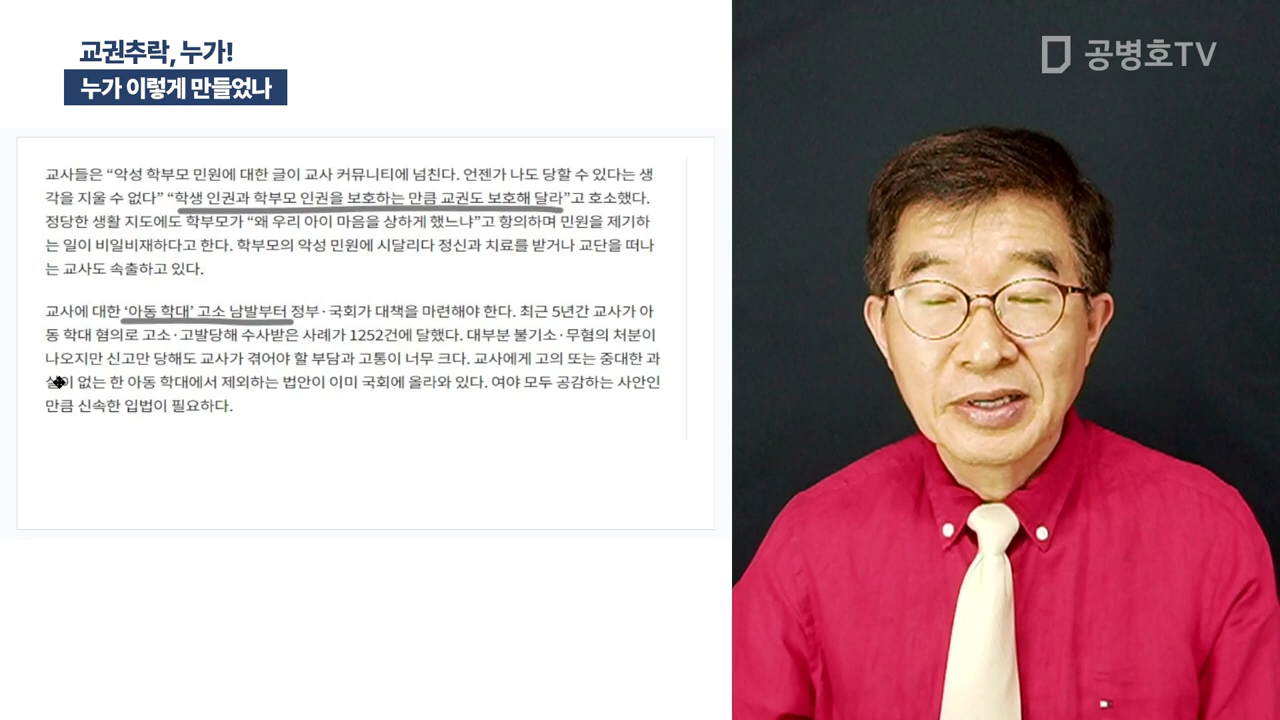 교권추락, 누가!
누가 이렇게 만들었나
공병호TV
교사들은 “악성 학부모 민원에 대한 글이 교사 커뮤니티에 넘친다. 언젠가 나도 당할 수 있다는 생
각을 지울 수 없다” “학생 인권과 학부모 인권을 보호하는 만큼 교권도 보호해 달라”고 호소했다.
정당한 생활 지도에도 학부모가 “왜 우리 아이 마음을 상하게 했느냐”고 항의하며 민원을 제기하
는 일이 비일비재하다고 한다. 학부모의 악성 민원에 시달리다 정신과 치료를 받거나 교단을 떠나
는 교사도 속출하고 있다.
교사에 대한 ‘아동 학대’ 고소 남발부터 정부·국회가 대책을 마련해야 한다. 최근 5년간 교사가 아
동 학대 혐의로 고소·고발당해 수사받은 사례가 1252건에 달했다. 대부분 불기소·무혐의 처분이
나오지만 신고만 당해도 교사가 겪어야 할 부담과 고통이 너무 크다. 교사에게 고의 또는 중대한 과
없는 한 아동 학대에서 제외하는 법안이 이미 국회에 올라와 있다. 여야 모두 공감하는 사안인
만큼 신속한 입법이 필요하다.